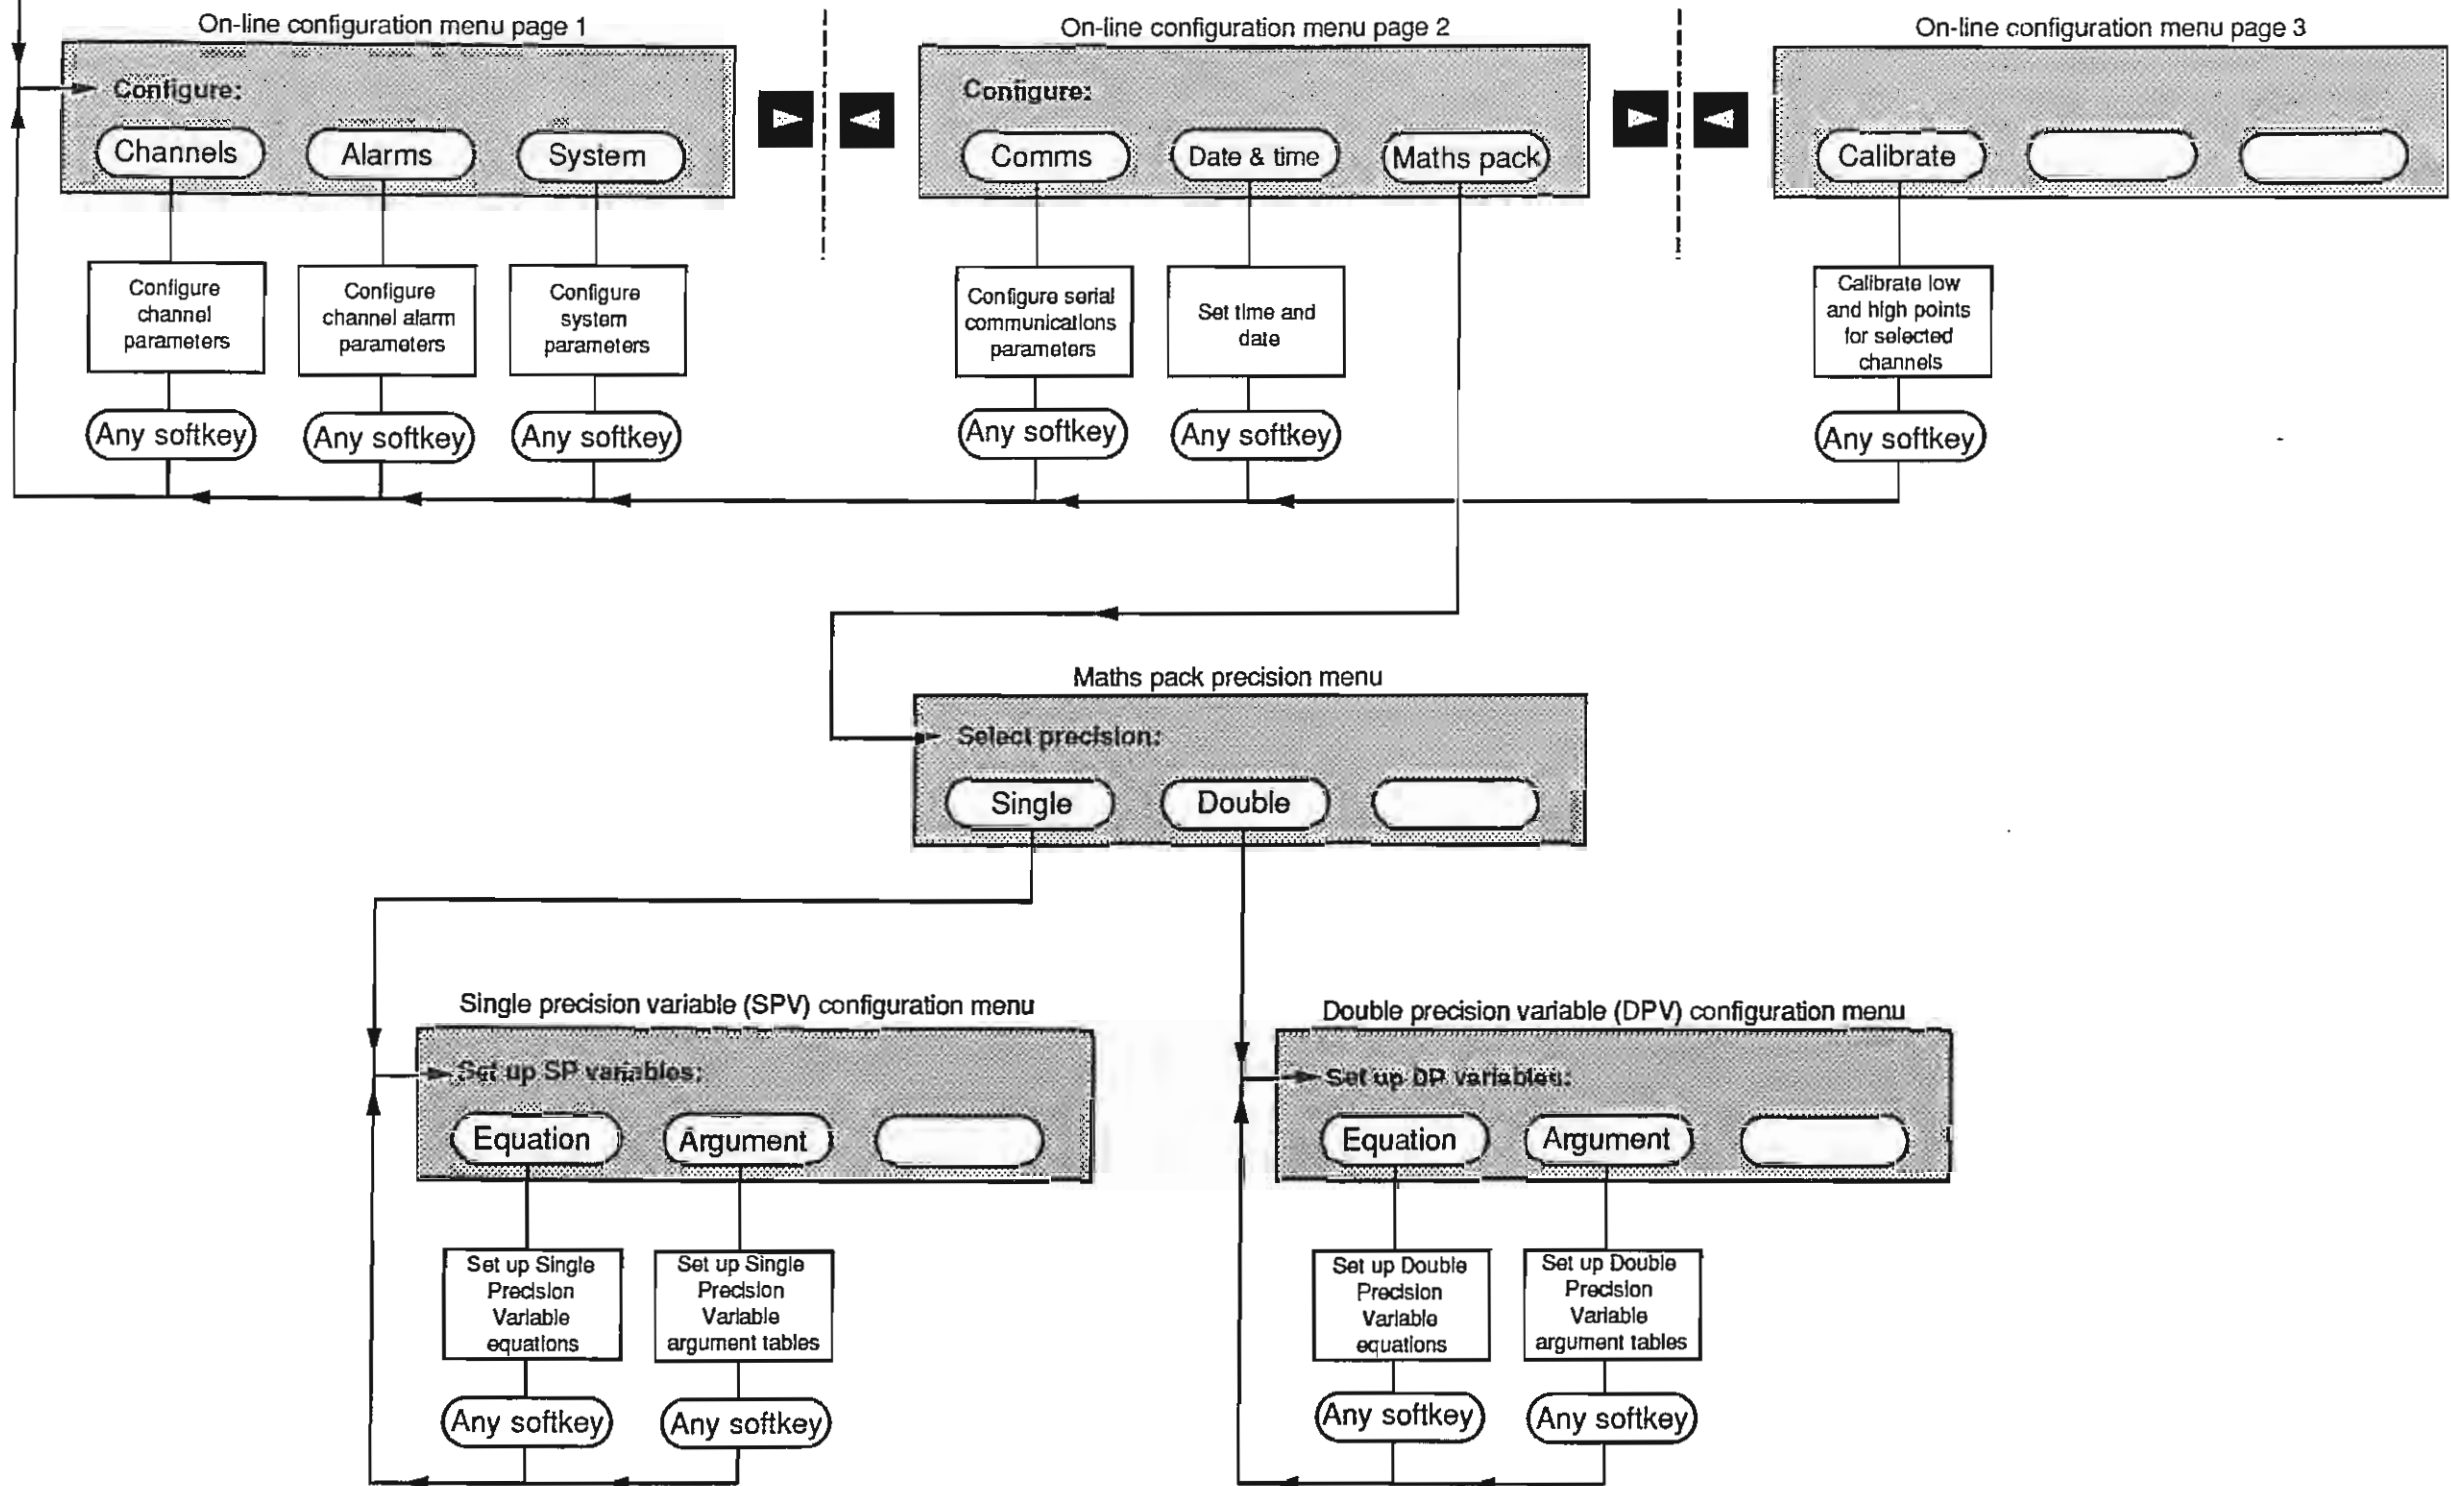 On-line configuration menu page 1
On-line configuration menu page 2
On-line configuration menu page 3
Configure:
Configure:
Channels
Alarms
System
Comms
Date & time
Maths pack
Calibrate
Configure
channel
parameters
Configure
channel alarm
parameters
Configure
system
parameters
Configure serial
communications
parameters
Set time and
date
Calibrate low
and high points
for selected
channels
Any softkey
Any softkey
Any softkey
Any softkey
Any softkey
Any softkey
Maths pack precision menu
Select precision:
Single
Double
Single precision variable (SPV) configuration menu
Set up SP variables:
Equation
Argument
Double precision variable (DPV) configuration menu
Set up DP variables:
Equation
Argument
Set up Single
Precision
Variable
equations
Set up Single
Precision
Variable
argument tables
Set up Double
Precision
Variable
equations
Set up Double
Precision
Variable
argument tables
Any softkey
Any softkey
Any softkey
Any softkey